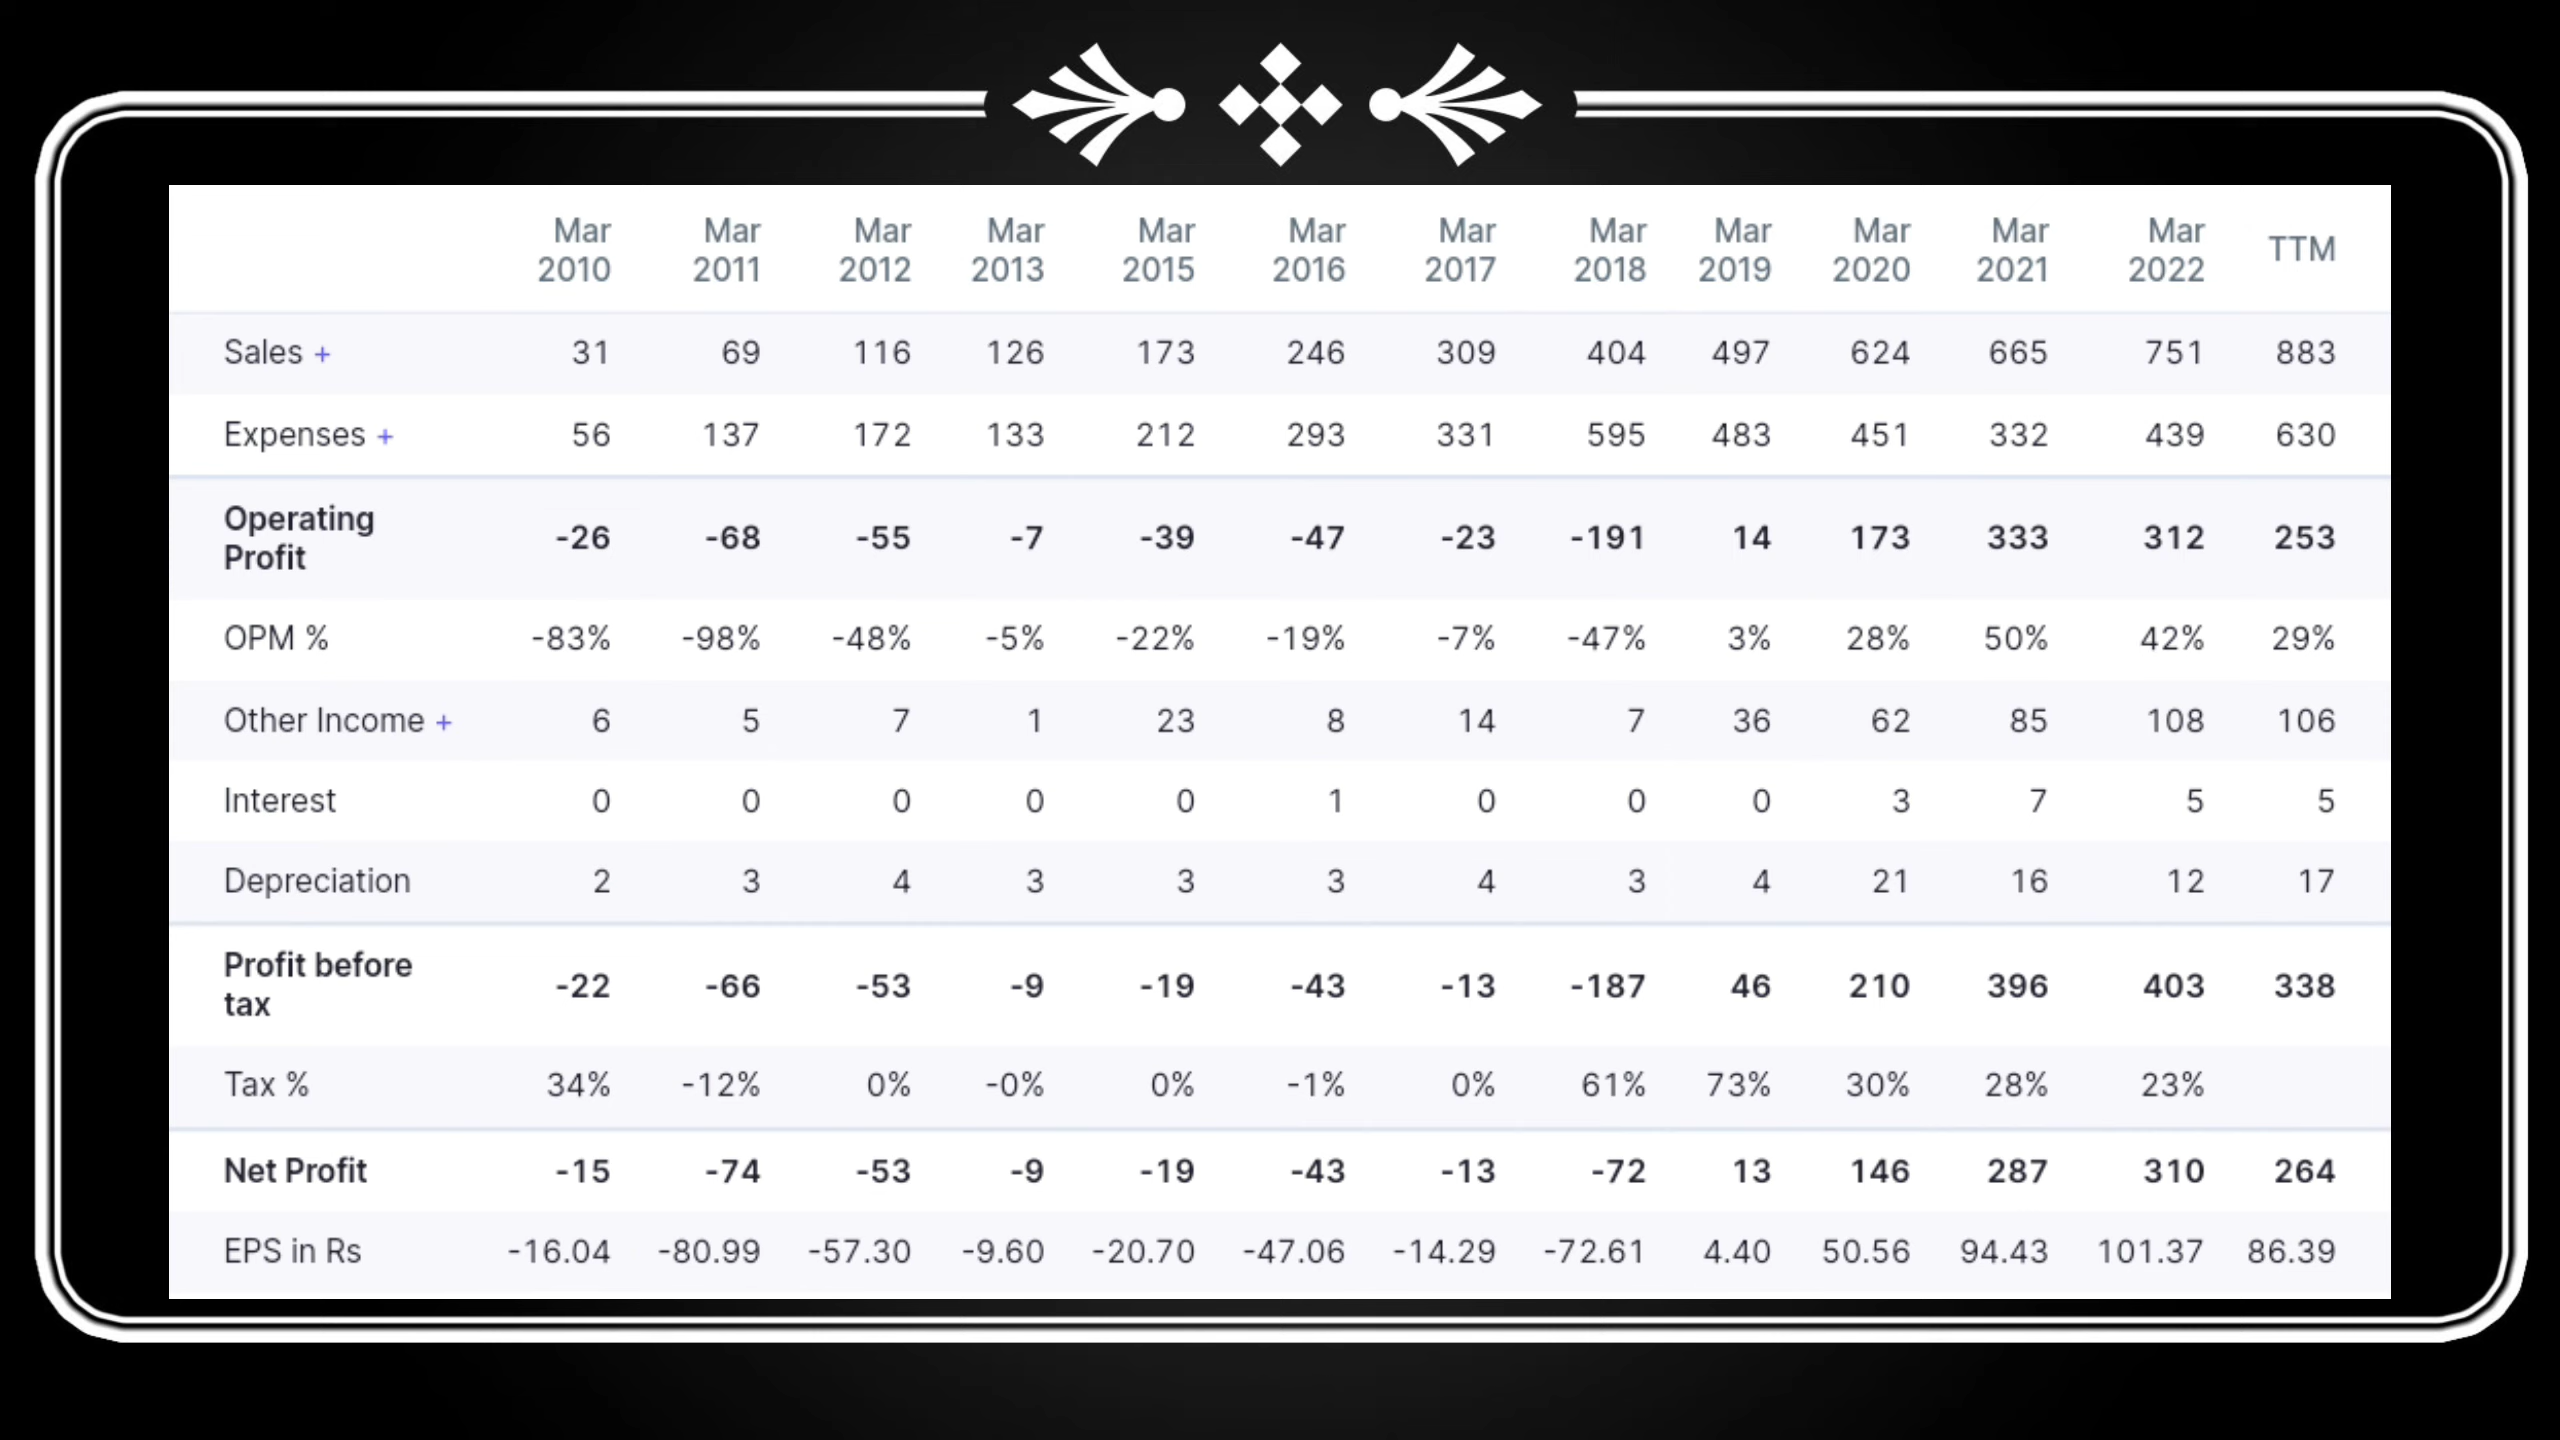 Mar 2010 Mar 2011 Mar 2012 Mar 2013 Mar 2015 Mar 2016 Mar 2017 Mar 2018 Mar 2019 Mar 2020 Mar 2021 Mar 2022 TTM
Sales + 31 69 116 126 173 246 309 404 497 624 665 751 883
Expenses + 56 137 172 133 212 293 331 595 483 451 332 439 630
Operating Profit -26 -68 -55 -7 -39 -47 -23 -191 14 173 333 312 253
OPM % -83% -98% -48% -5% -22% -19% -7% -47% 3% 28% 50% 42% 29%
Other Income + 6 5 7 1 23 8 14 7 36 62 85 108 106
Interest 0 0 0 0 0 1 0 0 0 3 7 5 5
Depreciation 2 3 4 3 3 3 4 3 4 21 16 12 17
Profit before tax -22 -66 -53 -9 -19 -43 -13 -187 46 210 396 403 338
Tax % 34% -12% 0% -0% 0% -1% 0% 61% 73% 30% 28% 23%
Net Profit -15 -74 -53 -9 -19 -43 -13 -72 13 146 287 310 264
EPS in Rs -16.04 -80.99 -57.30 -9.60 -20.70 -47.06 -14.29 -72.61 4.40 50.56 94.43 101.37 86.39